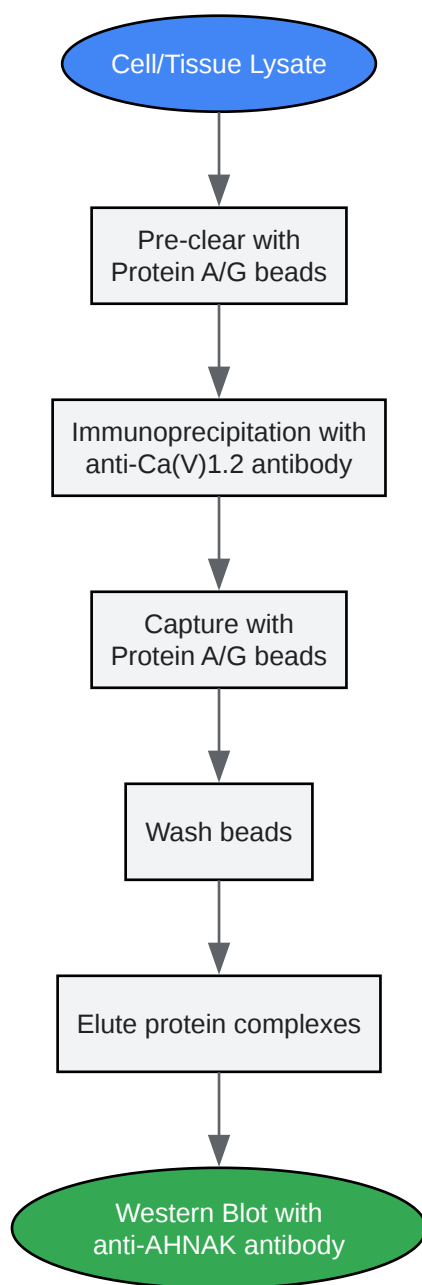 Cell/Tissue Lysate
Pre-clear with
Protein A/G beads
Immunoprecipitation with
anti-Ca(V)1.2 antibody
Capture with
Protein A/G beads
Wash beads
Elute protein complexes
Western Blot with
anti-AHNAK antibody